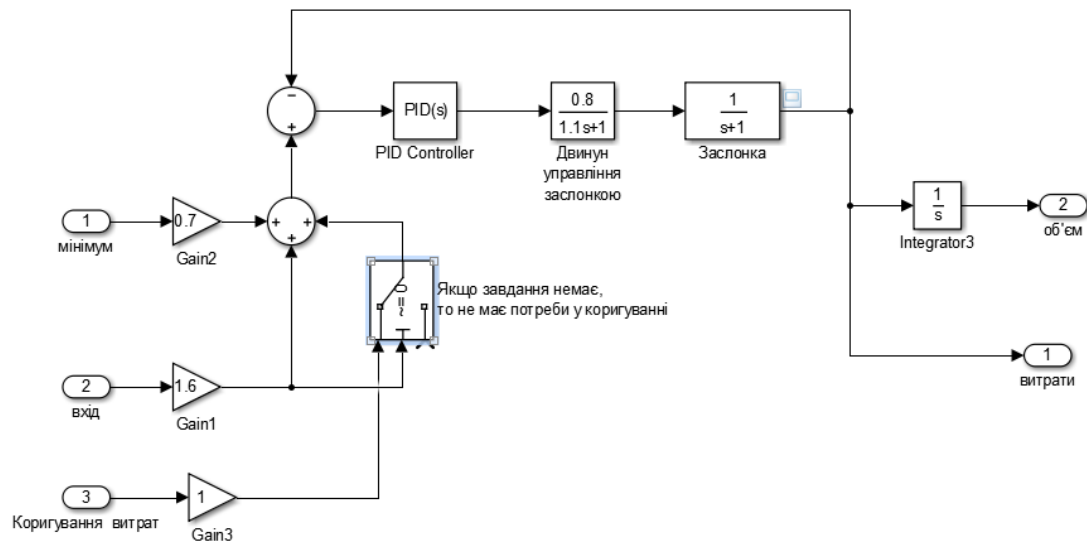 −
+
PID(s)
PID Controller
0.8
1.1s+1
Двинун
управління
заслонкою
1
s+1
Заслонка
1
мінімум
0.7
Gain2
+
+
+
1
s
Integrator3
2
об'єм
~= 0
Якщо завдання немає,
то не має потреби у коригуванні
1
витрати
2
вхід
1.6
Gain1
3
Коригування витрат
1
Gain3